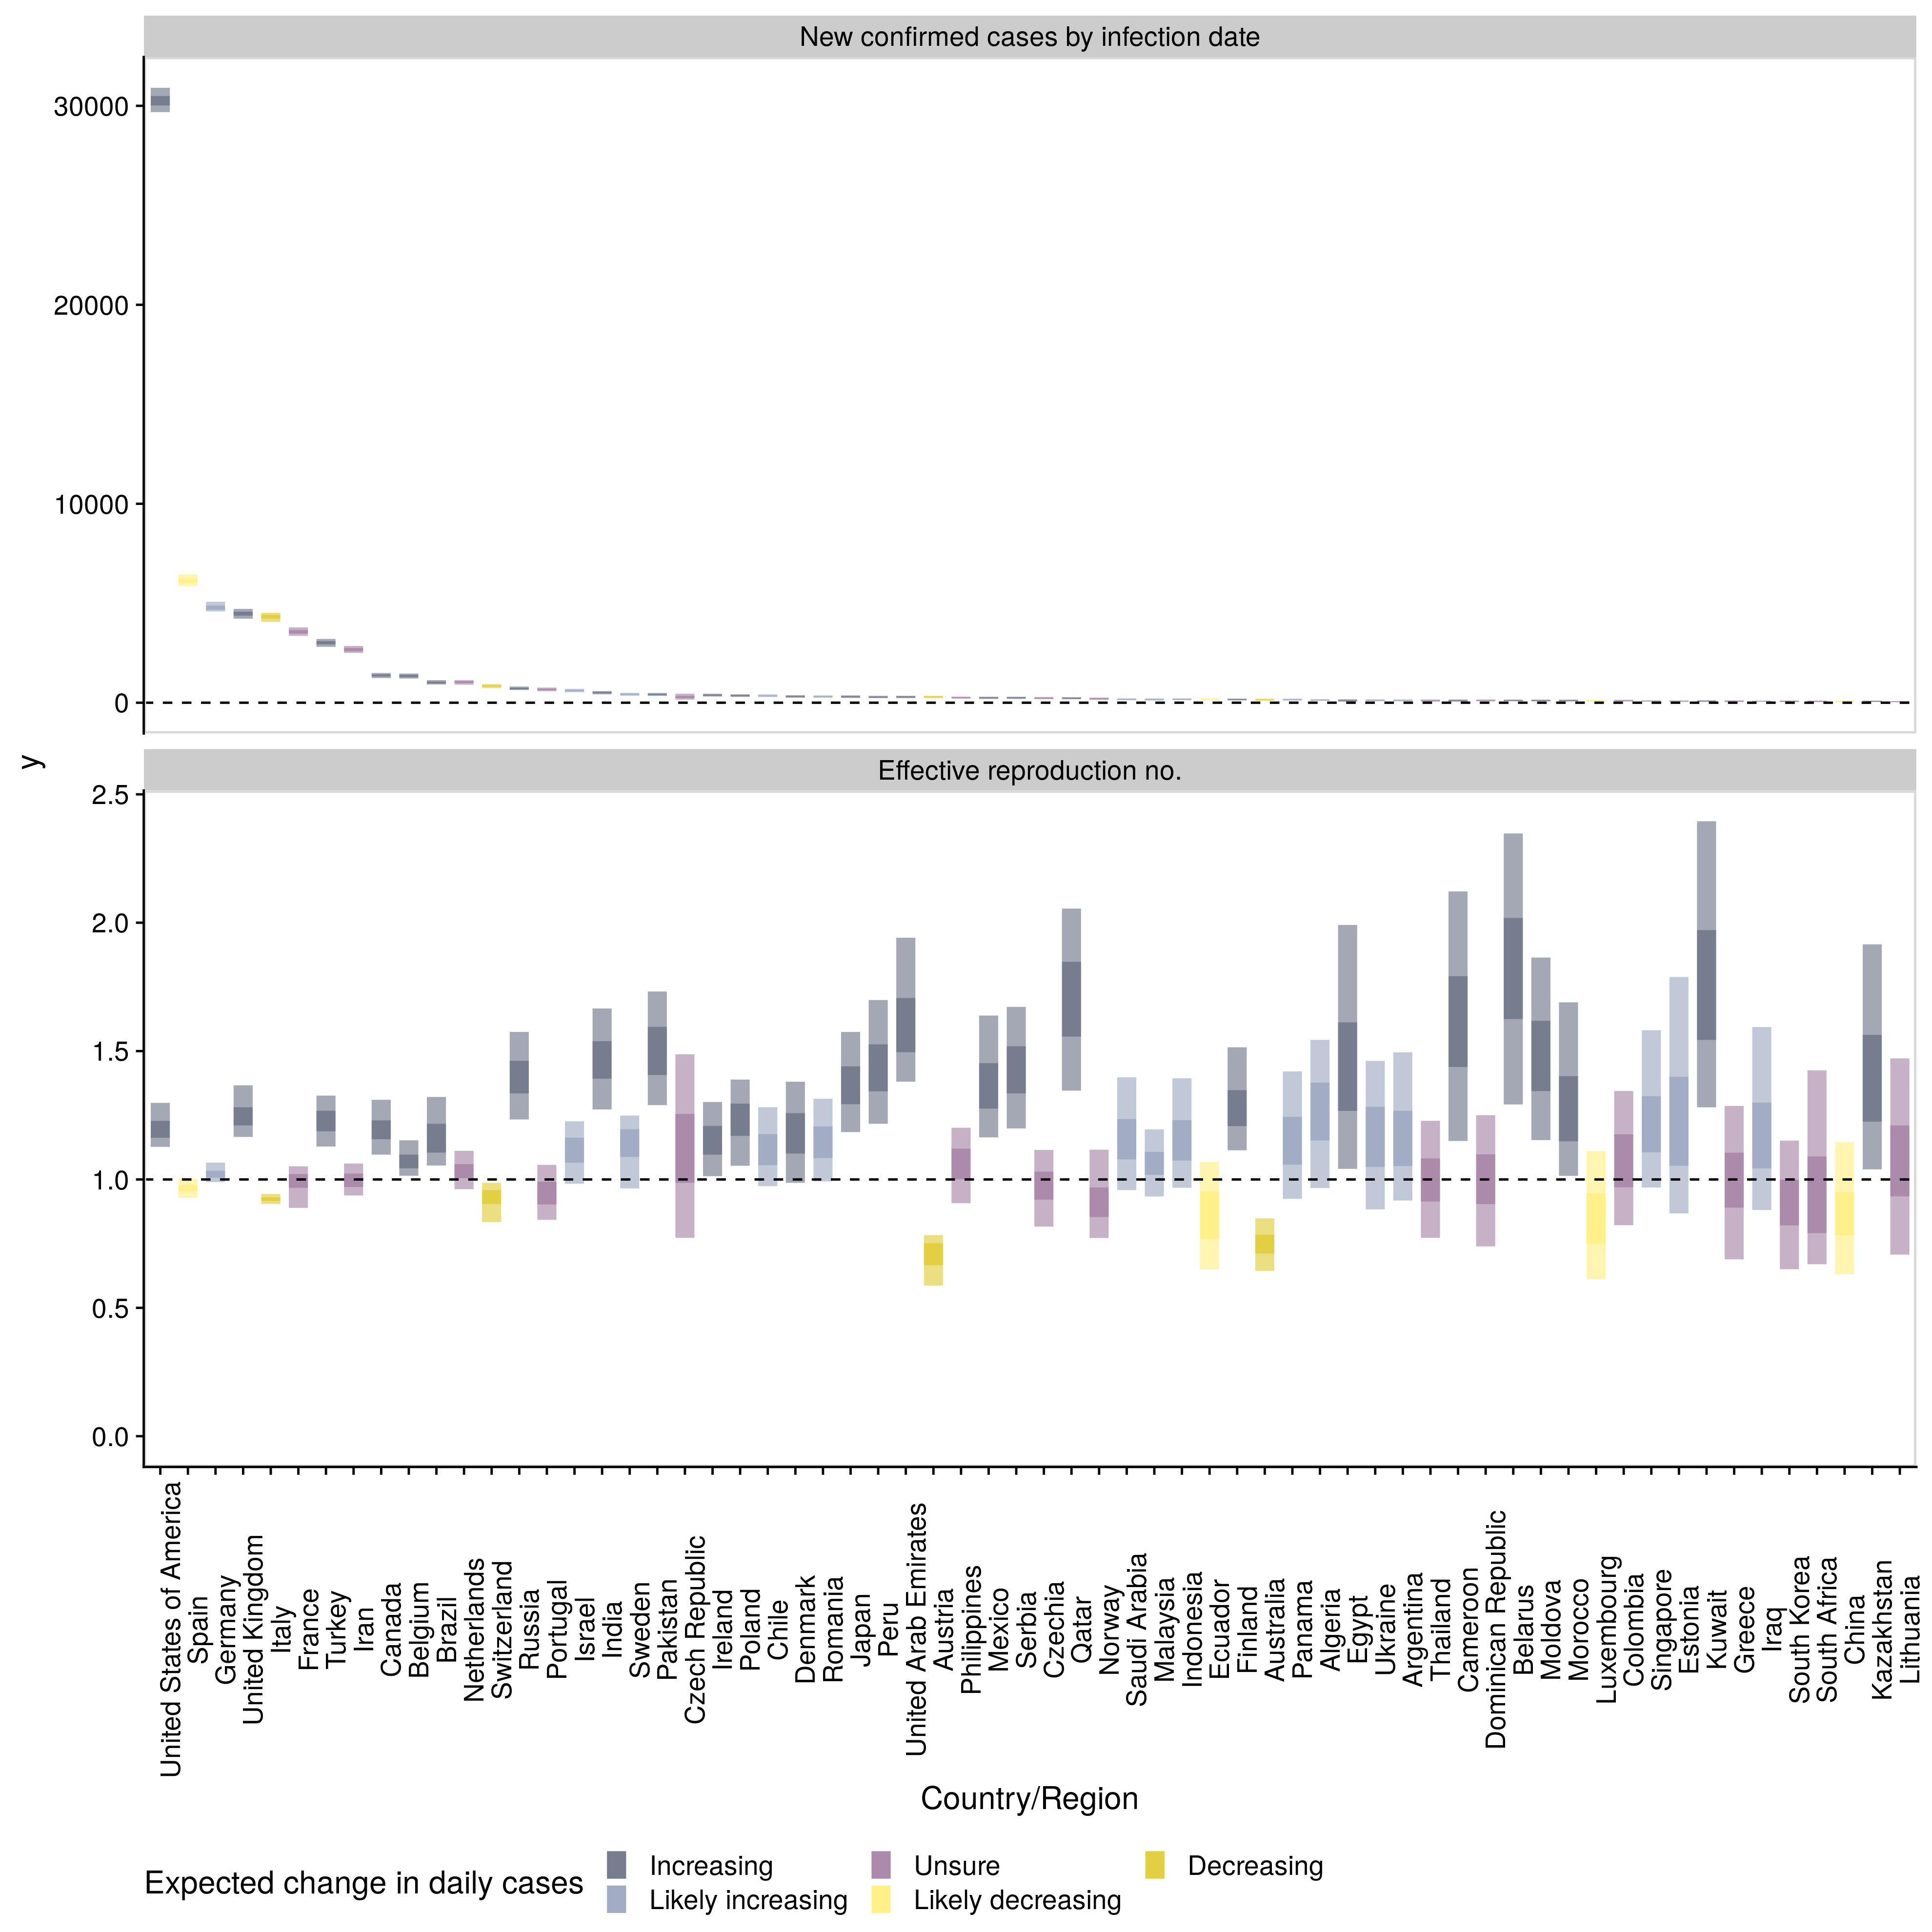 New confirmed cases by infection date
30000
20000
10000
0
y
Effective reproduction no.
2.5
2.0
1.5
1.0
0.5
0.0
United States of America
Spain
Germany
United Kingdom
Italy
France
Turkey
Iran
Canada
Belgium
Brazil
Netherlands
Switzerland
Russia
Portugal
Israel
India
Sweden
Pakistan
Czech Republic
Ireland
Poland
Chile
Denmark
Romania
Japan
Peru
United Arab Emirates
Austria
Philippines
Mexico
Serbia
Czechia
Qatar
Norway
Saudi Arabia
Malaysia
Indonesia
Ecuador
Finland
Australia
Panama
Algeria
Egypt
Ukraine
Argentina
Thailand
Cameroon
Dominican Republic
Belarus
Moldova
Morocco
Luxembourg
Colombia
Singapore
Estonia
Kuwait
Greece
Iraq
South Korea
South Africa
China
Kazakhstan
Lithuania
Country/Region
Expected change in daily cases
Increasing
Likely increasing
Unsure
Likely decreasing
Decreasing